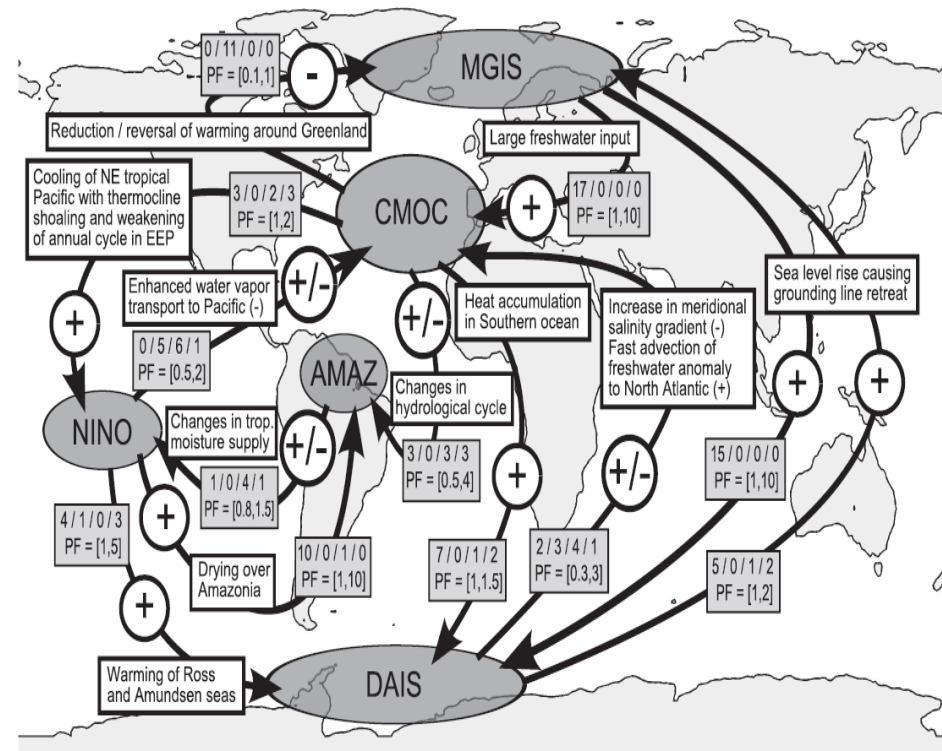 0 / 11 / 0 / 0
PF = [0.1,1]
-
MGIS
Reduction / reversal of warming around Greenland
Large freshwater input
Cooling of NE tropical
Pacific with thermocline
shoaling and weakening
of annual cycle in EEP
3 / 0 / 2 / 3
PF = [1,2]
CMOC
+
17 / 0 / 0 / 0
PF = [1,10]
Enhanced water vapor
transport to Pacific (-)
+/-
+/-
Heat accumulation
in Southern ocean
Increase in meridional
salinity gradient (-)
Fast advection of
freshwater anomaly
to North Atlantic (+)
Sea level rise causing
grounding line retreat
+
0 / 5 / 6 / 1
PF = [0.5,2]
AMAZ
Changes in
hydrological cycle
+
+
NINO
Changes in trop.
moisture supply
+/-
3 / 0 / 3 / 3
PF = [0.5,4]
+
+/-
15 / 0 / 0 / 0
PF = [1,10]
1 / 0 / 4 / 1
PF = [0.8,1.5]
4 / 1 / 0 / 3
PF = [1,5]
+
10 / 0 / 1 / 0
PF = [1,10]
7 / 0 / 1 / 2
PF = [1,1.5]
2 / 3 / 4 / 1
PF = [0.3,3]
5 / 0 / 1 / 2
PF = [1,2]
Drying over
Amazonia
+
Warming of Ross
and Amundsen seas
DAIS